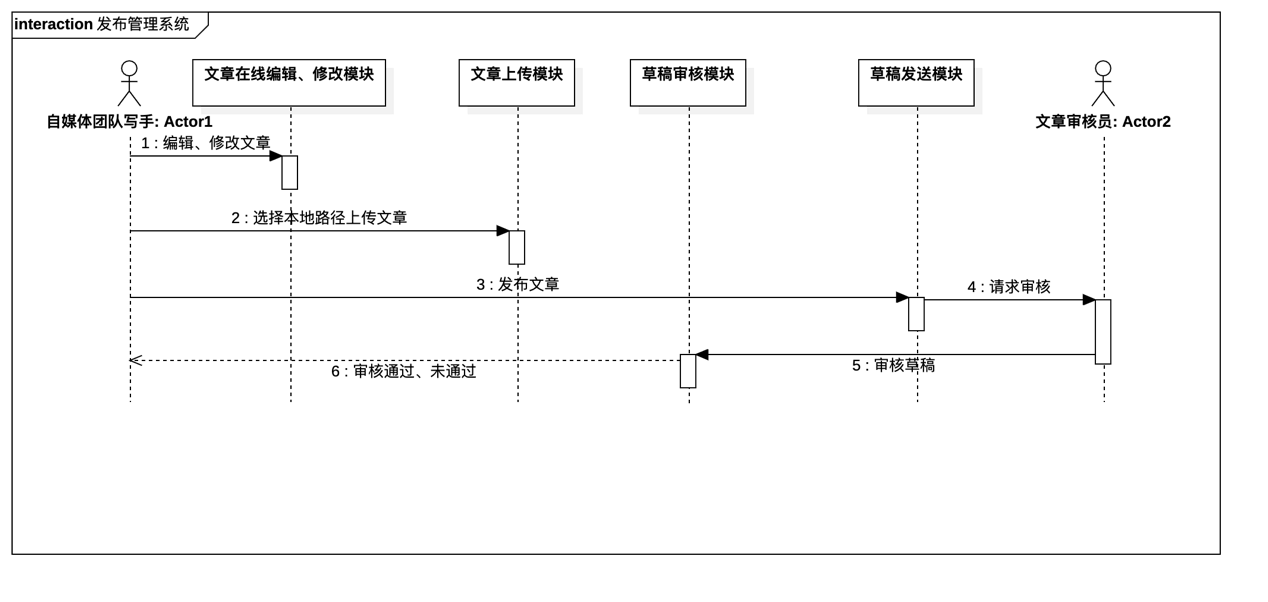 interaction 发布管理系统
文章在线编辑、修改模块
文章上传模块
草稿审核模块
草稿发送模块
自媒体团队写手: Actor1
文章审核员: Actor2
1 : 编辑、修改文章
2 : 选择本地路径上传文章
3 : 发布文章
4 : 请求审核
5 : 审核草稿
6 : 审核通过、未通过